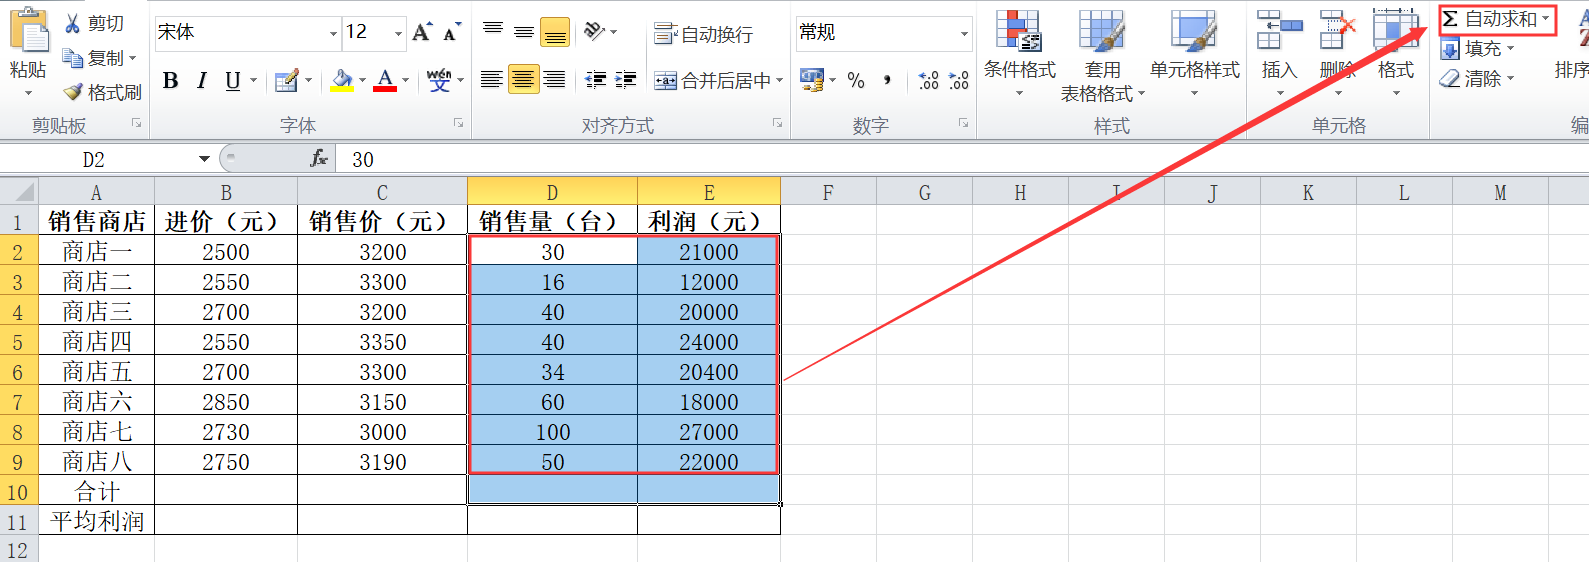 剪切
复制
格式刷
粘贴
剪贴板
宋体 12 A A
B I U A wén 文
字体
自动换行
合并后居中
对齐方式
常规
% , .00 .00
数字
条件格式 套用 表格格式 单元格样式
样式
插入 删除 格式
单元格
Σ 自动求和
填充
清除
排序
编
D2 fx 30
A B C D E F G H I J K L M
1 销售商店 进价（元） 销售价（元） 销售量（台） 利润（元）
2 商店一 2500 3200 30 21000
3 商店二 2550 3300 16 12000
4 商店三 2700 3200 40 20000
5 商店四 2550 3350 40 24000
6 商店五 2700 3300 34 20400
7 商店六 2850 3150 60 18000
8 商店七 2730 3000 100 27000
9 商店八 2750 3190 50 22000
10 合计
11 平均利润
12